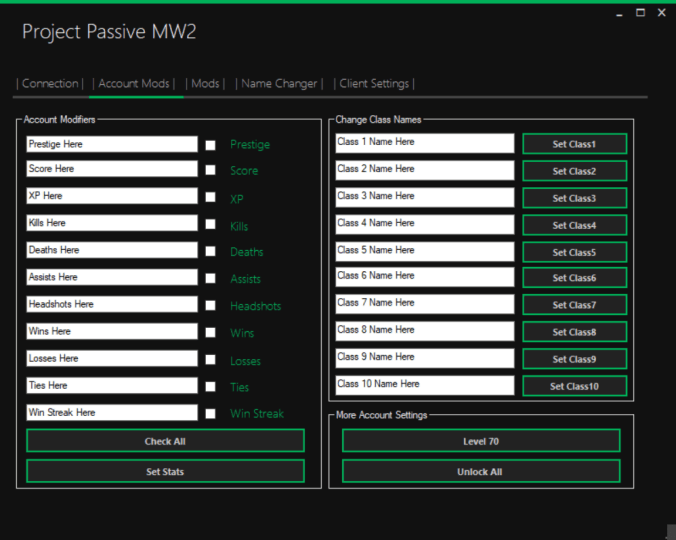 Project Passive MW2
| Connection | | Account Mods | | Mods | | Name Changer | | Client Settings |
Account Modifiers
Prestige Here Prestige
Score Here Score
XP Here XP
Kills Here Kills
Deaths Here Deaths
Assists Here Assists
Headshots Here Headshots
Wins Here Wins
Losses Here Losses
Ties Here Ties
Win Streak Here Win Streak
Check All
Set Stats
Change Class Names
Class 1 Name Here Set Class1
Class 2 Name Here Set Class2
Class 3 Name Here Set Class3
Class 4 Name Here Set Class4
Class 5 Name Here Set Class5
Class 6 Name Here Set Class6
Class 7 Name Here Set Class7
Class 8 Name Here Set Class8
Class 9 Name Here Set Class9
Class 10 Name Here Set Class10
More Account Settings
Level 70
Unlock All